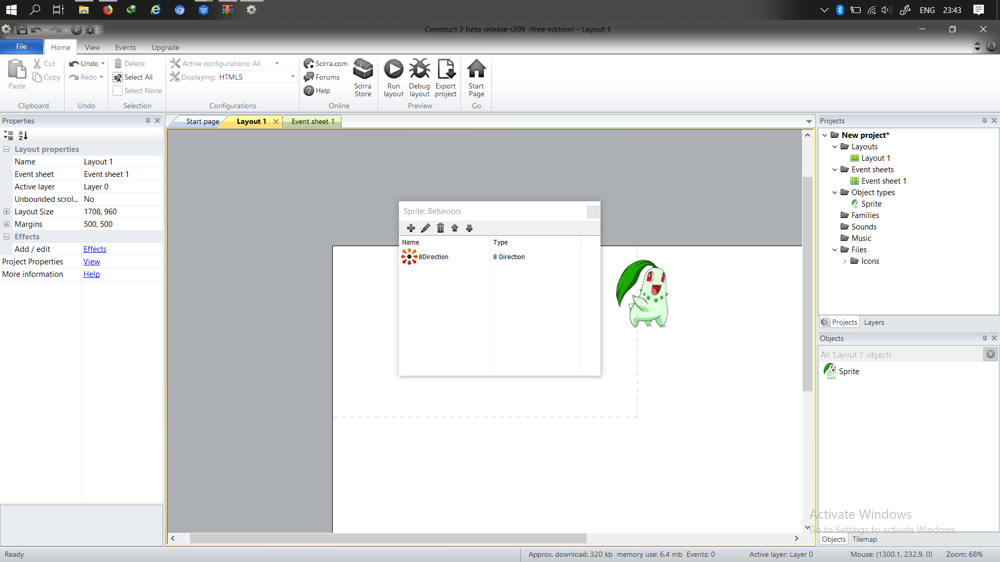 ENG 23:43
Construct 2 beta release r209 (free edition) - Layout 1
File Home View Events Upgrade
Paste
Cut
Copy
Clipboard
Undo
Redo
Undo
Delete
Select All
Select None
Selection
Active configurations: All
Displaying: HTML5
Configurations
Scirra.com
Forums
Help
Scirra
Store
Online
Run
layout
Debug
layout
Export
project
Preview
Start
Page
Go
Properties
Layout properties
Name Layout 1
Event sheet Event sheet 1
Active layer Layer 0
Unbounded scrol... No
Layout Size 1708, 960
Margins 500, 500
Effects
Add / edit Effects
Project Properties View
More information Help
Start page Layout 1 Event sheet 1
Sprite: Behaviors
Name Type
8Direction 8 Direction
Projects
New project*
Layouts
Layout 1
Event sheets
Event sheet 1
Object types
Sprite
Families
Sounds
Music
Files
Icons
Projects Layers
Objects
All 'Layout 1' objects
Sprite
Activate Windows
Go to Settings to activate Windows.
Objects Tilemap
Ready
Approx. download: 320 kb memory use: 6.4 mb Events: 0 Active layer: Layer 0 Mouse: (1300.1, 232.9, 0) Zoom: 68%